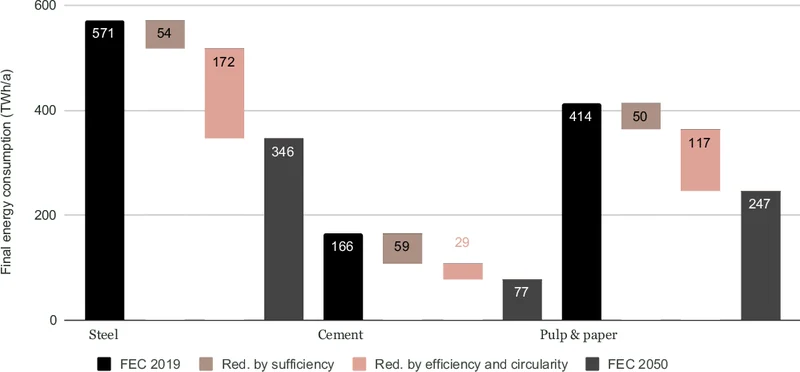 600
400
200
0
Final energy consumption (TWh/a)
571
54
172
346
166
59
29
77
414
50
117
247
Steel
Cement
Pulp & paper
FEC 2019
Red. by sufficiency
Red. by efficiency and circularity
FEC 2050